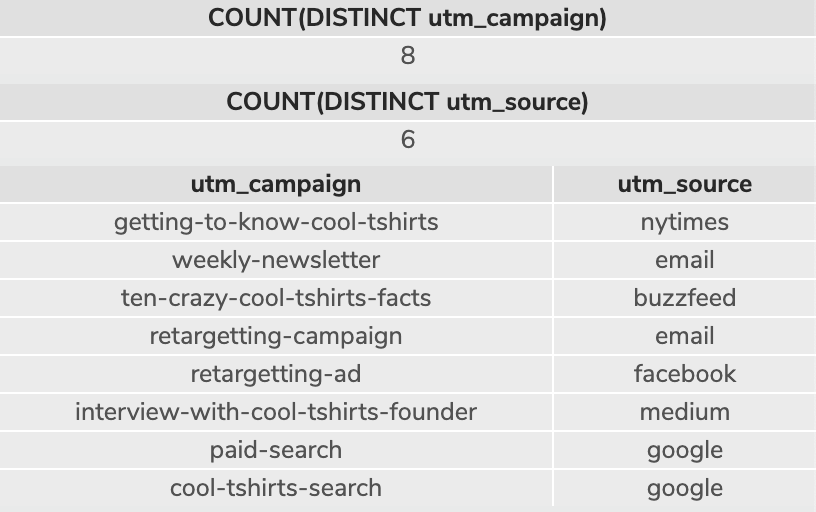 COUNT(DISTINCT utm_campaign)
8
COUNT(DISTINCT utm_source)
6
utm_campaign utm_source
getting-to-know-cool-tshirts nytimes
weekly-newsletter email
ten-crazy-cool-tshirts-facts buzzfeed
retargetting-campaign email
retargetting-ad facebook
interview-with-cool-tshirts-founder medium
paid-search google
cool-tshirts-search google